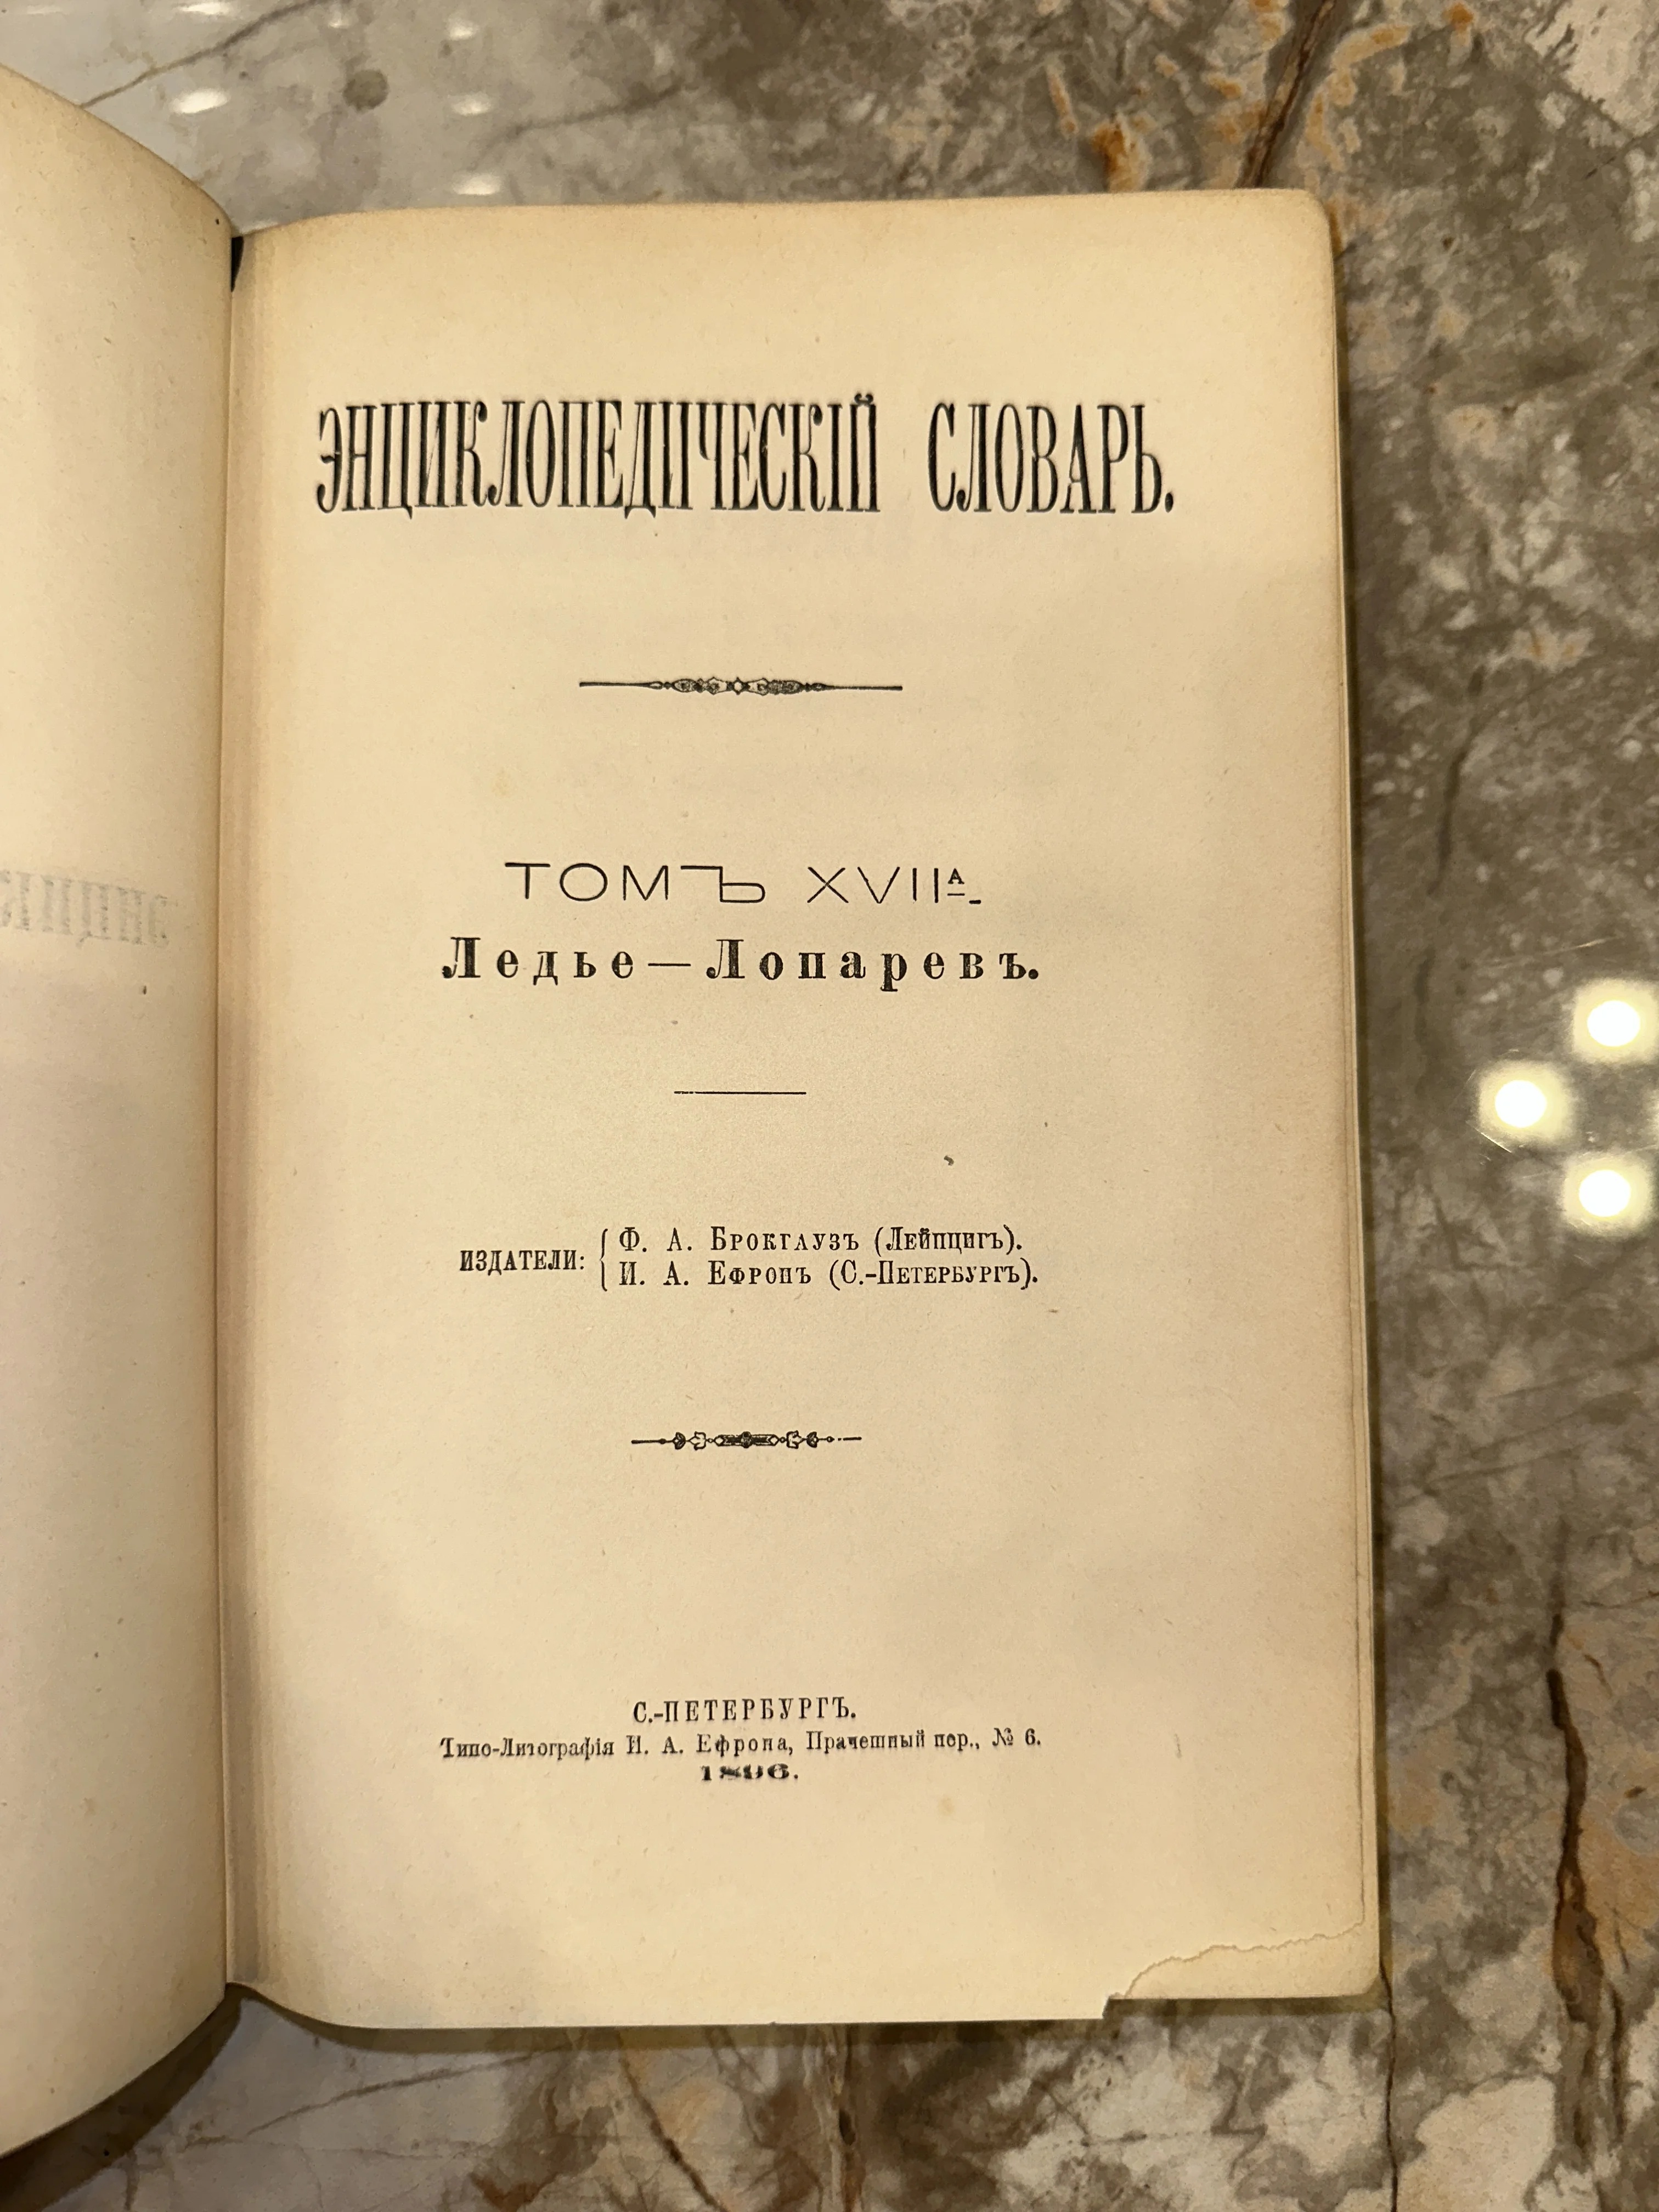 ЭНЦИКЛОПЕДИЧЕСКІЙ СЛОВАРЬ.
ТОМЪ XVIIА.
Ледье—Лопаревъ.
ИЗДАТЕЛИ: { Ф. А. Брокгаузъ (Лейпцигъ).
И. А. Ефронъ (С.-Петербургъ).
С.-ПЕТЕРБУРГЪ.
Типо-Литографія И. А. Ефрона, Прачешный пер., № 6.
1896.